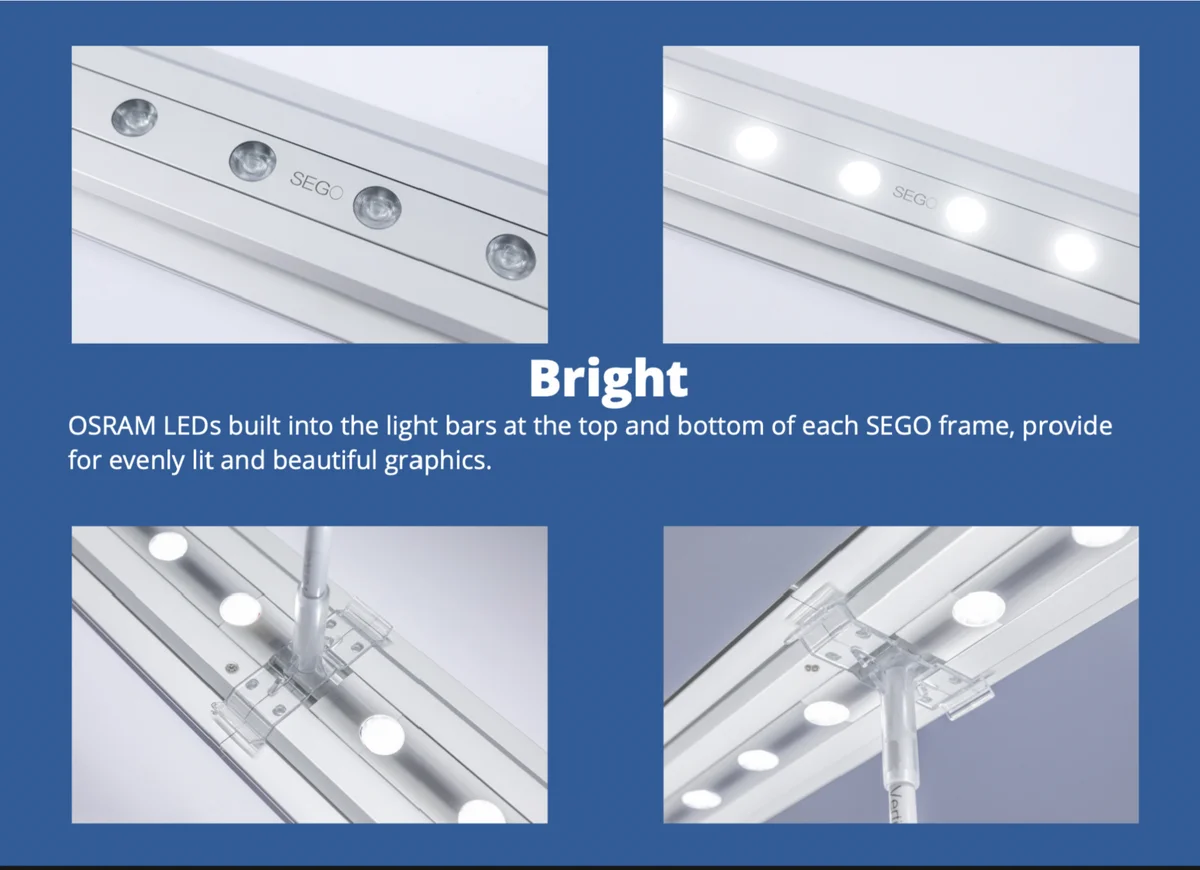 SEGO
SEGO
Bright
OSRAM LEDs built into the light bars at the top and bottom of each SEGO frame, provide
for evenly lit and beautiful graphics.